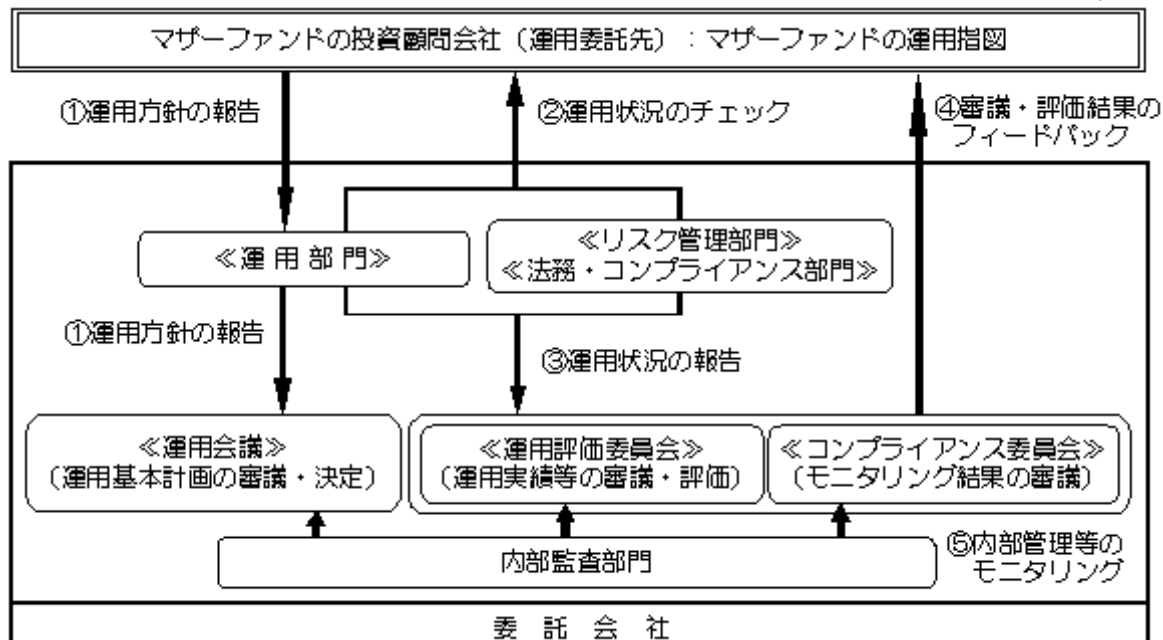 マザーファンドの投資顧問会社（運用委託先）：マザーファンドの運用指図
①運用方針の報告
②運用状況のチェック
④審議・評価結果の
フィードバック
≪運用部門≫
≪リスク管理部門≫
≪法務・コンプライアンス部門≫
①運用方針の報告
③運用状況の報告
≪運用会議≫
（運用基本計画の審議・決定）
≪運用評価委員会≫
（運用実績等の審議・評価）
≪コンプライアンス委員会≫
（モニタリング結果の審議）
内部監査部門
⑤内部管理等の
モニタリング
委託会社